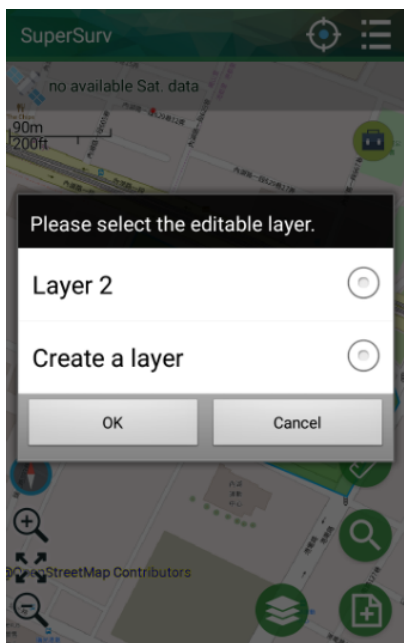 SuperSurv
no available Sat. data
90m
200ft
Please select the editable layer.
Layer 2
Create a layer
OK
Cancel
OpenStreetMap Contributors